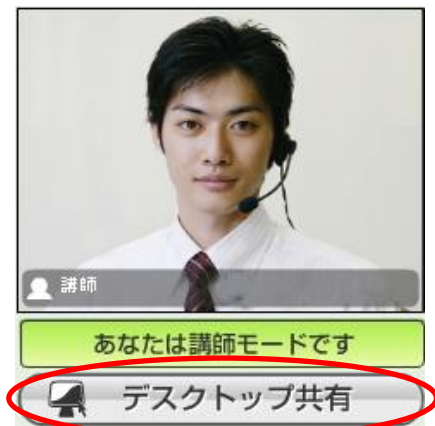 講師
あなたは講師モードです
デスクトップ共有